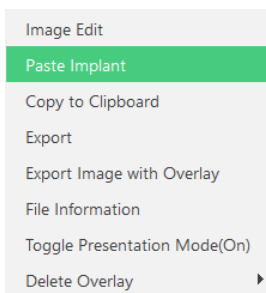 Image Edit
Paste Implant
Copy to Clipboard
Export
Export Image with Overlay
File Information
Toggle Presentation Mode(On)
Delete Overlay